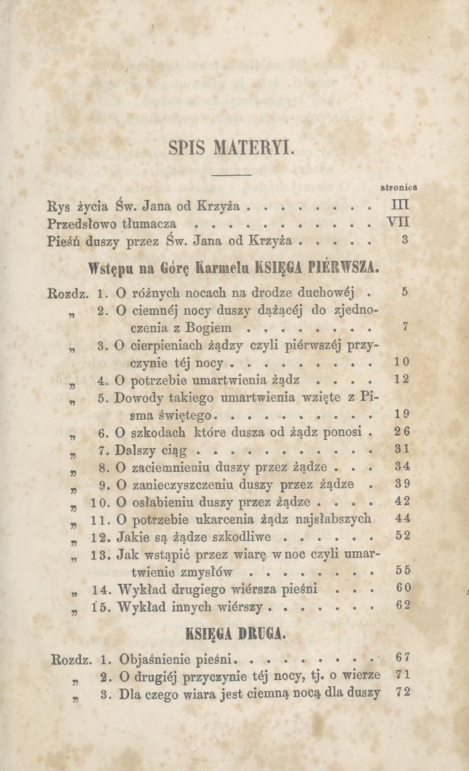 SPIS MATERYI.
stronica
Rys życia Św. Jana od Krzyża . . . . . . . . III
Przedsłowo tłumacza . . . . . . . . . . VII
Pieśń duszy przez Św. Jana od Krzyża . . . . . 3
Wstępu na Górę Karmelu KSIĘGA PIÉRWSZA.
Rozdz. 1. O różnych nocach na drodze duchowéj . 5
„ 2. O ciemnéj nocy duszy dążącéj do zjedno-
czenia z Bogiem . . . . . . . 7
„ 3. O cierpieniach żądzy czyli piérwszéj przy-
czynie téj nocy . . . . . . . . 10
„ 4. O potrzebie umartwienia żądz . . . . 12
„ 5. Dowody takiego umartwienia wzięte z Pi-
sma świętego. . . . . . . . . 19
„ 6. O szkodach które dusza od żądz ponosi . 26
„ 7. Dalszy ciąg . . . . . . . . . . 31
„ 8. O zaciemnieniu duszy przez żądze . . . 34
„ 9. O zanieczyszczeniu duszy przez żądze . 39
„ 10. O osłabieniu duszy przez żądze . . . . 42
„ 11. O potrzebie ukarcenia żądz najsłabszych 44
„ 12. Jakie są żądze szkodliwe . . . . . . 52
„ 13. Jak wstąpić przez wiarę w noc czyli umar-
twienie zmysłów . . . . . . . 55
„ 14. Wykład drugiego wiérsza pieśni . . . 60
„ 15. Wykład innych wiérszy . . . . . . . 62
KSIĘGA DRUGA.
Rozdz. 1. Objaśnienie pieśni. . . . . . . . . 67
„ 2. O drugiéj przyczynie téj nocy, tj. o wierze 71
„ 3. Dla czego wiara jest ciemną nocą dla duszy 72